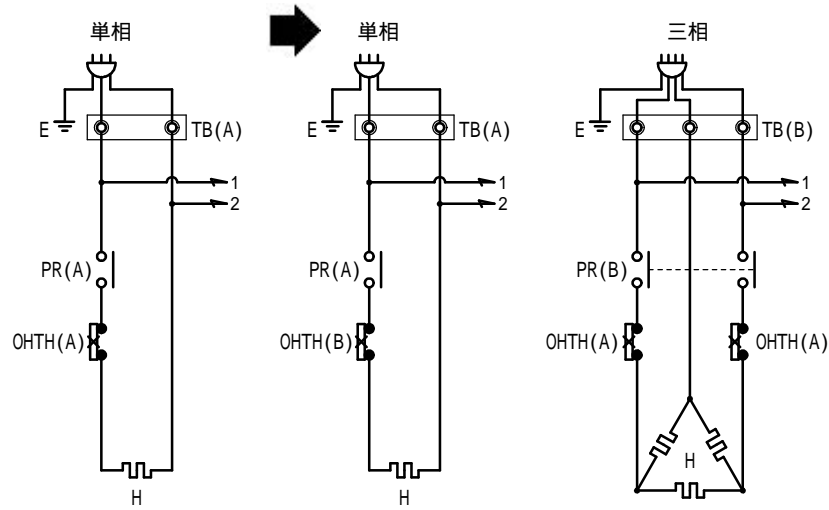 単相
E
TB(A)
1
2
PR(A)
OHTH(A)
H
単相
E
TB(A)
1
2
PR(A)
OHTH(B)
H
三相
E
TB(B)
1
2
PR(B)
OHTH(A)
OHTH(A)
H